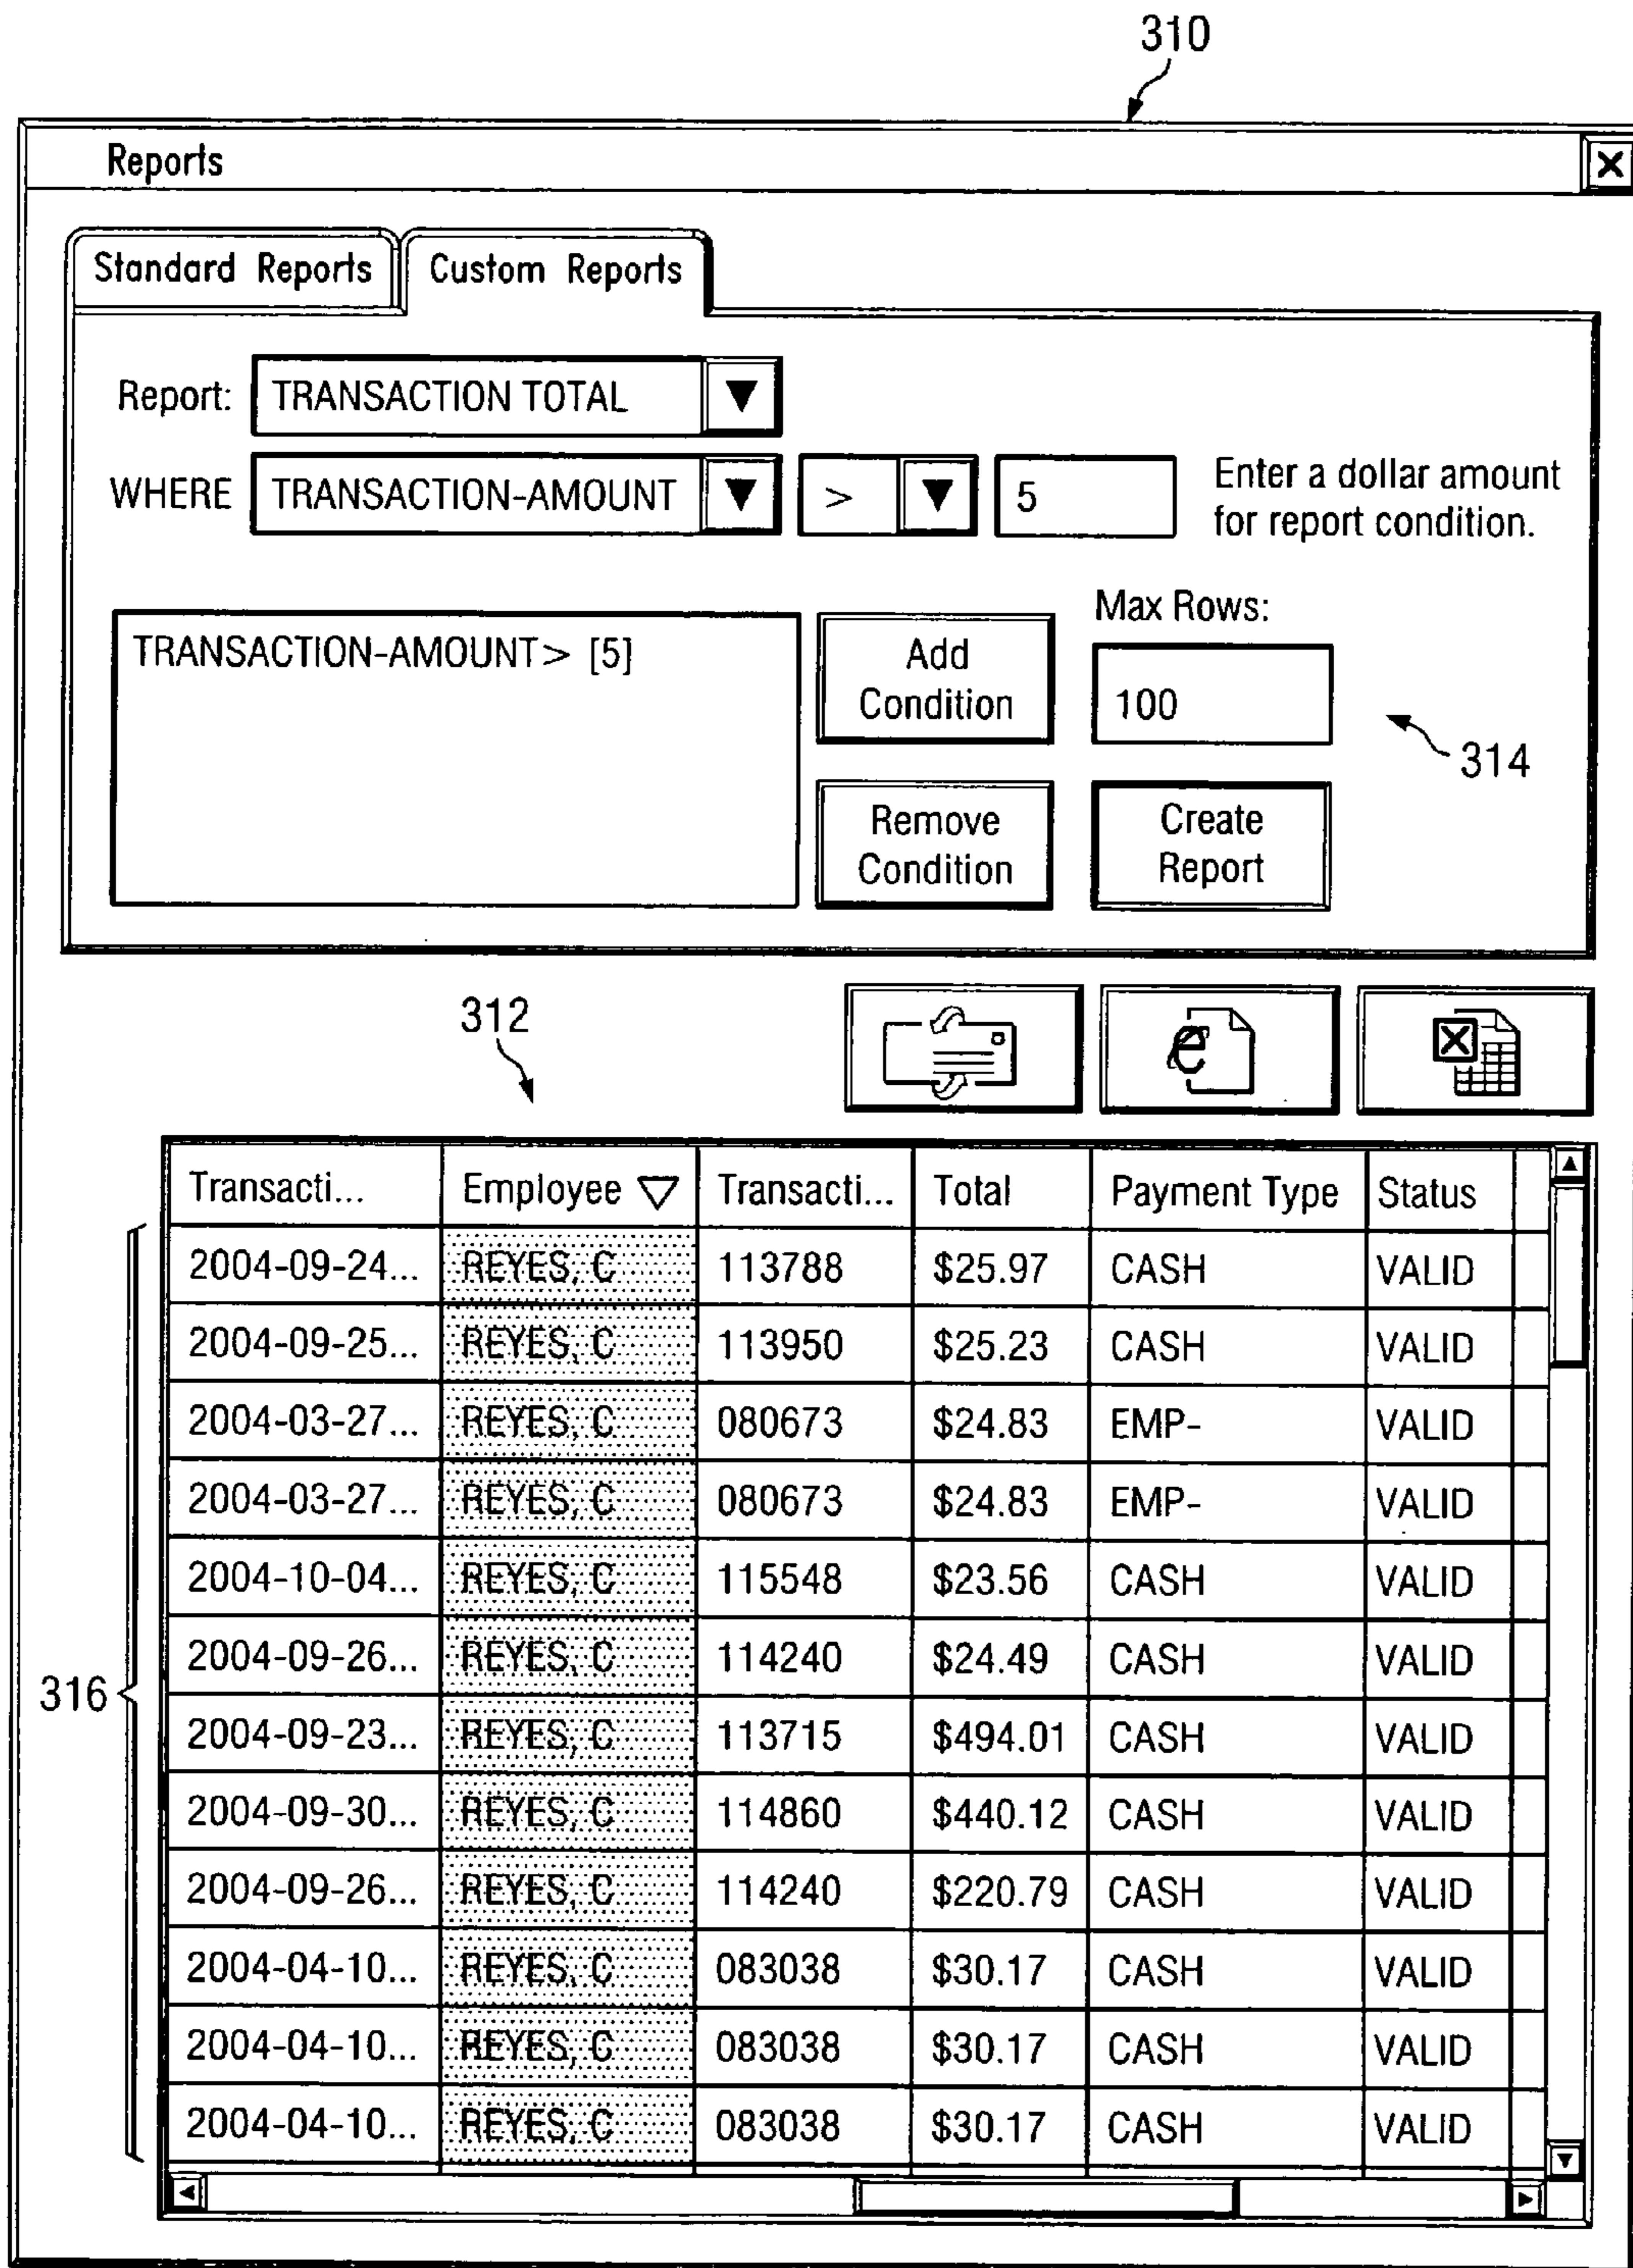 310
Reports
Standard Reports Custom Reports
Report: TRANSACTION TOTAL
WHERE TRANSACTION-AMOUNT > 5 Enter a dollar amount
for report condition.
Max Rows:
TRANSACTION-AMOUNT> [5] Add
Condition 100
314
Remove
Condition Create
Report
312
Transacti... Employee Transacti... Total Payment Type Status
2004-09-24... REYES, C 113788 $25.97 CASH VALID
2004-09-25... REYES, C 113950 $25.23 CASH VALID
2004-03-27... REYES, C 080673 $24.83 EMP- VALID
2004-03-27... REYES, C 080673 $24.83 EMP- VALID
2004-10-04... REYES, C 115548 $23.56 CASH VALID
2004-09-26... REYES, C 114240 $24.49 CASH VALID
316
2004-09-23... REYES, C 113715 $494.01 CASH VALID
2004-09-30... REYES, C 114860 $440.12 CASH VALID
2004-09-26... REYES, C 114240 $220.79 CASH VALID
2004-04-10... REYES, C 083038 $30.17 CASH VALID
2004-04-10... REYES, C 083038 $30.17 CASH VALID
2004-04-10... REYES, C 083038 $30.17 CASH VALID